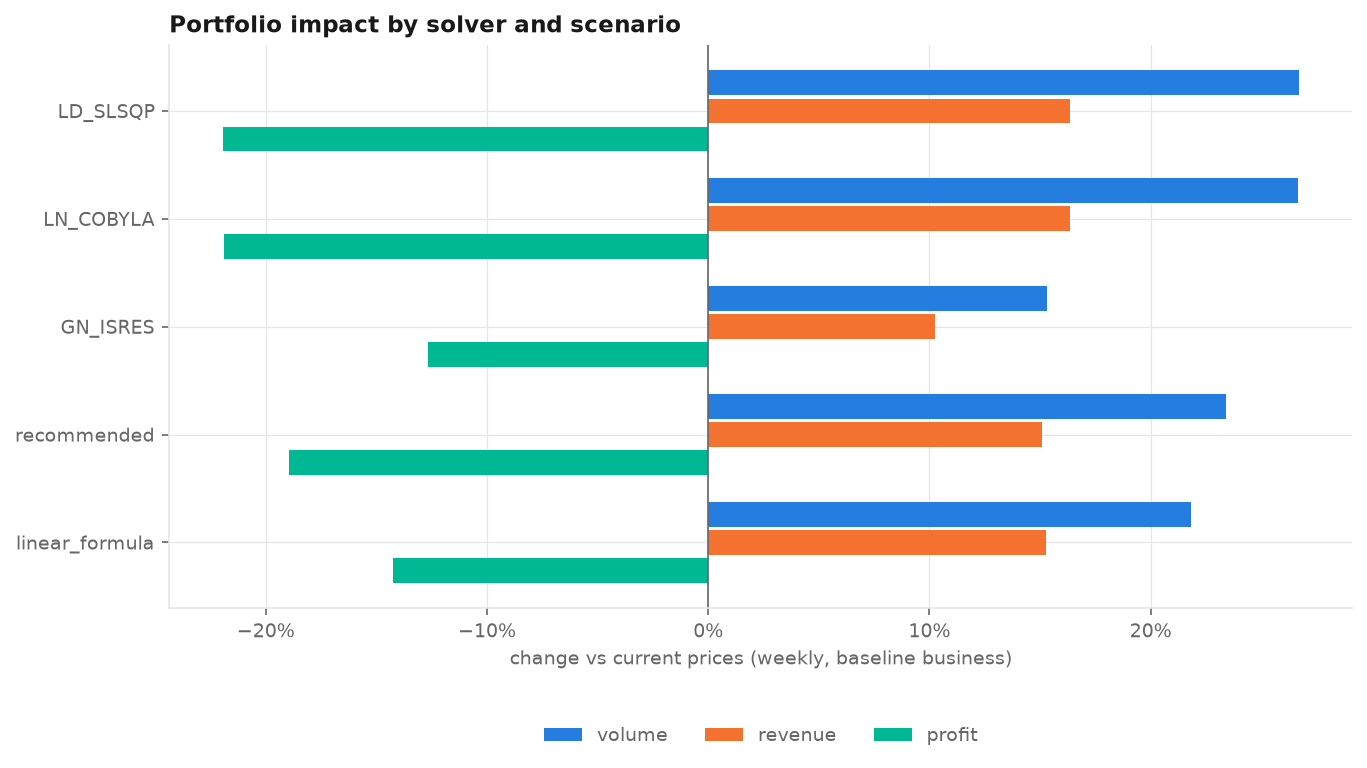 Portfolio impact by solver and scenario
LD_SLSQP
LN_COBYLA
GN_ISRES
recommended
linear_formula
−20%
−10%
0%
10%
20%
change vs current prices (weekly, baseline business)
volume
revenue
profit